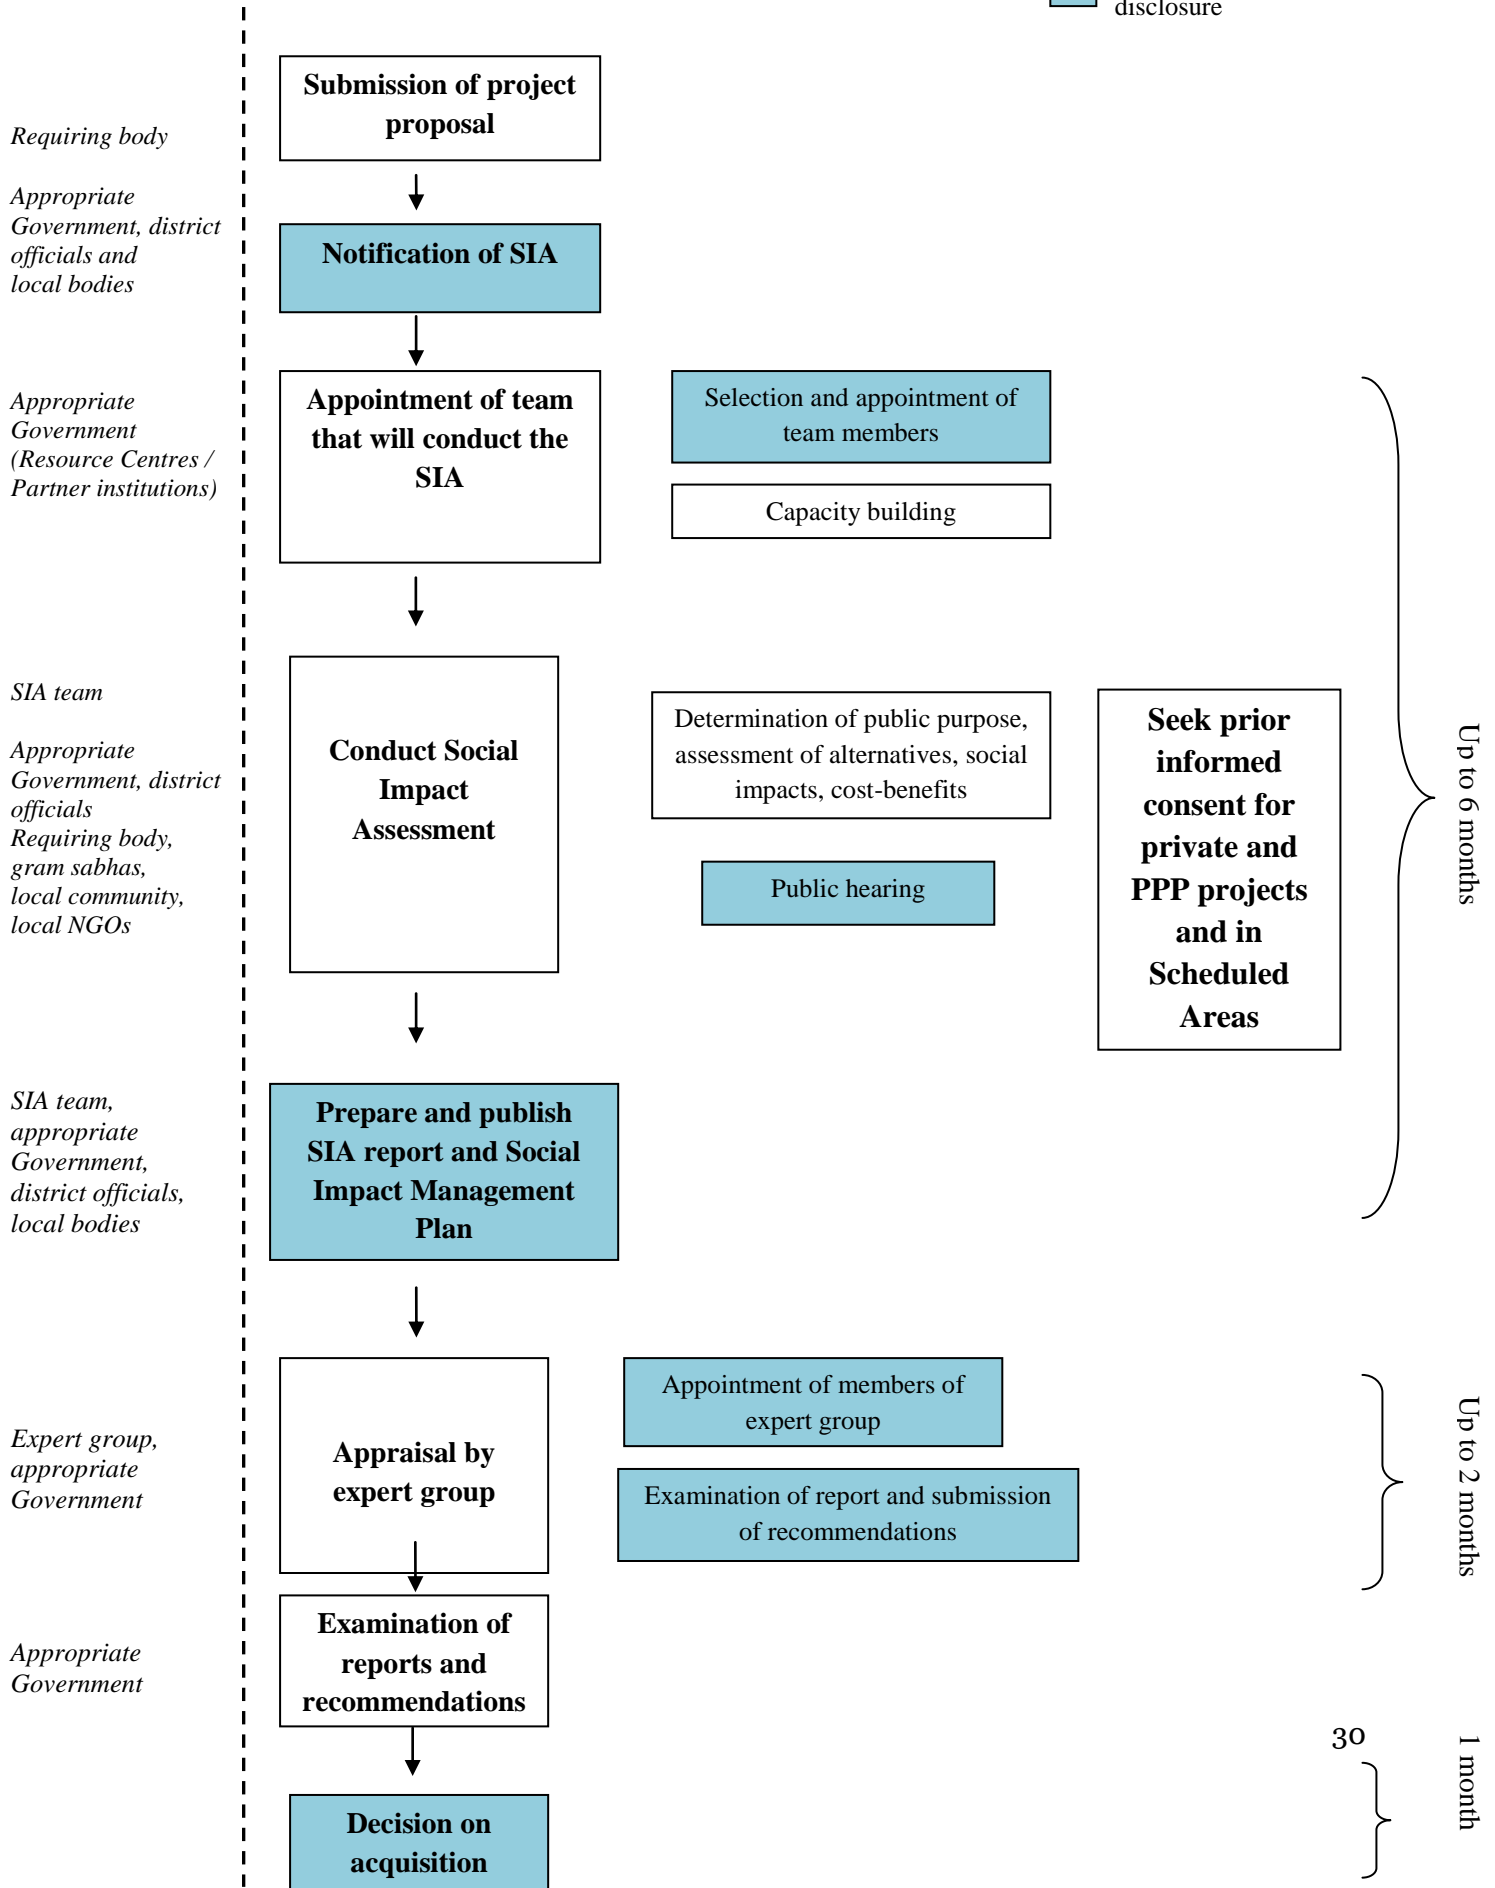 disclosure
Submission of project
proposal
Requiring body
Appropriate
Government, district
officials and
local bodies
Notification of SIA
Appropriate
Government
(Resource Centres /
Partner institutions)
Appointment of team
that will conduct the
SIA
Selection and appointment of
team members
Capacity building
SIA team
Appropriate
Government, district
officials
Requiring body,
gram sabhas,
local community,
local NGOs
Conduct Social
Impact
Assessment
Determination of public purpose,
assessment of alternatives, social
impacts, cost-benefits
Public hearing
Seek prior
informed
consent for
private and
PPP projects
and in
Scheduled
Areas
Up to 6 months
SIA team,
appropriate
Government,
district officials,
local bodies
Prepare and publish
SIA report and Social
Impact Management
Plan
Expert group,
appropriate
Government
Appraisal by
expert group
Appointment of members of
expert group
Examination of report and submission
of recommendations
Up to 2 months
Appropriate
Government
Examination of
reports and
recommendations
30
1 month
Decision on
acquisition